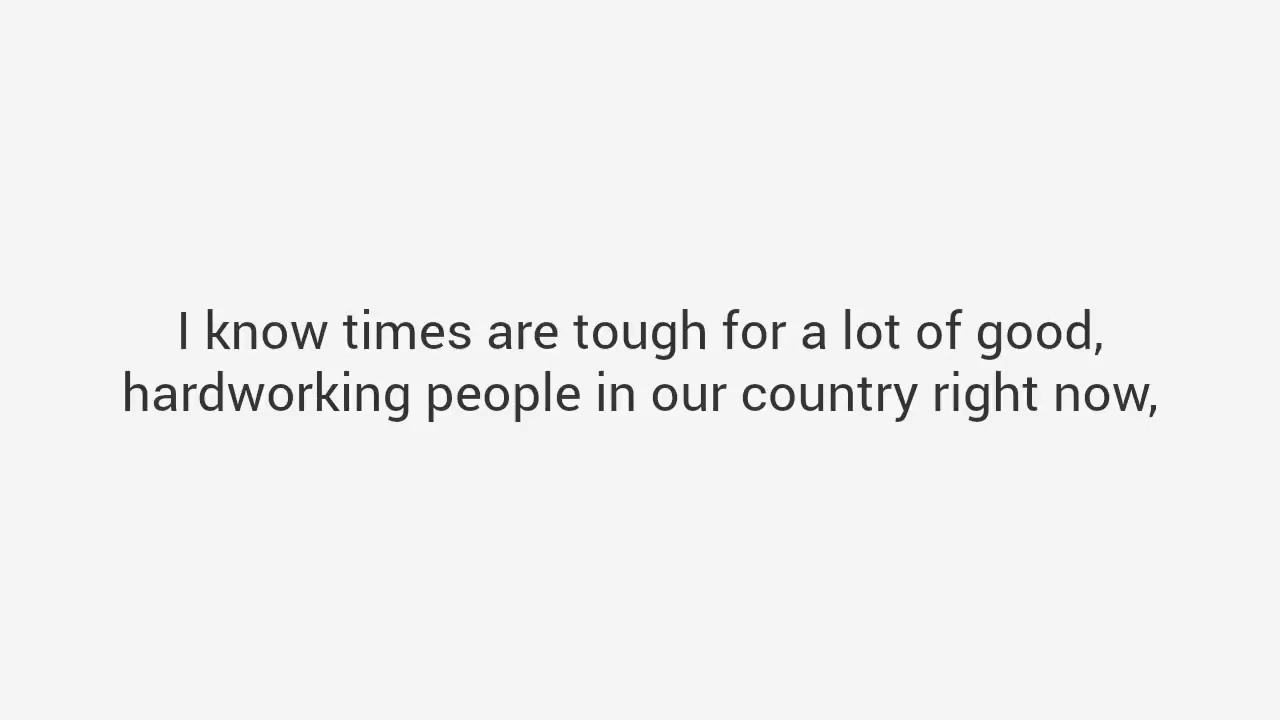 I know times are tough for a lot of good,
hardworking people in our country right now,